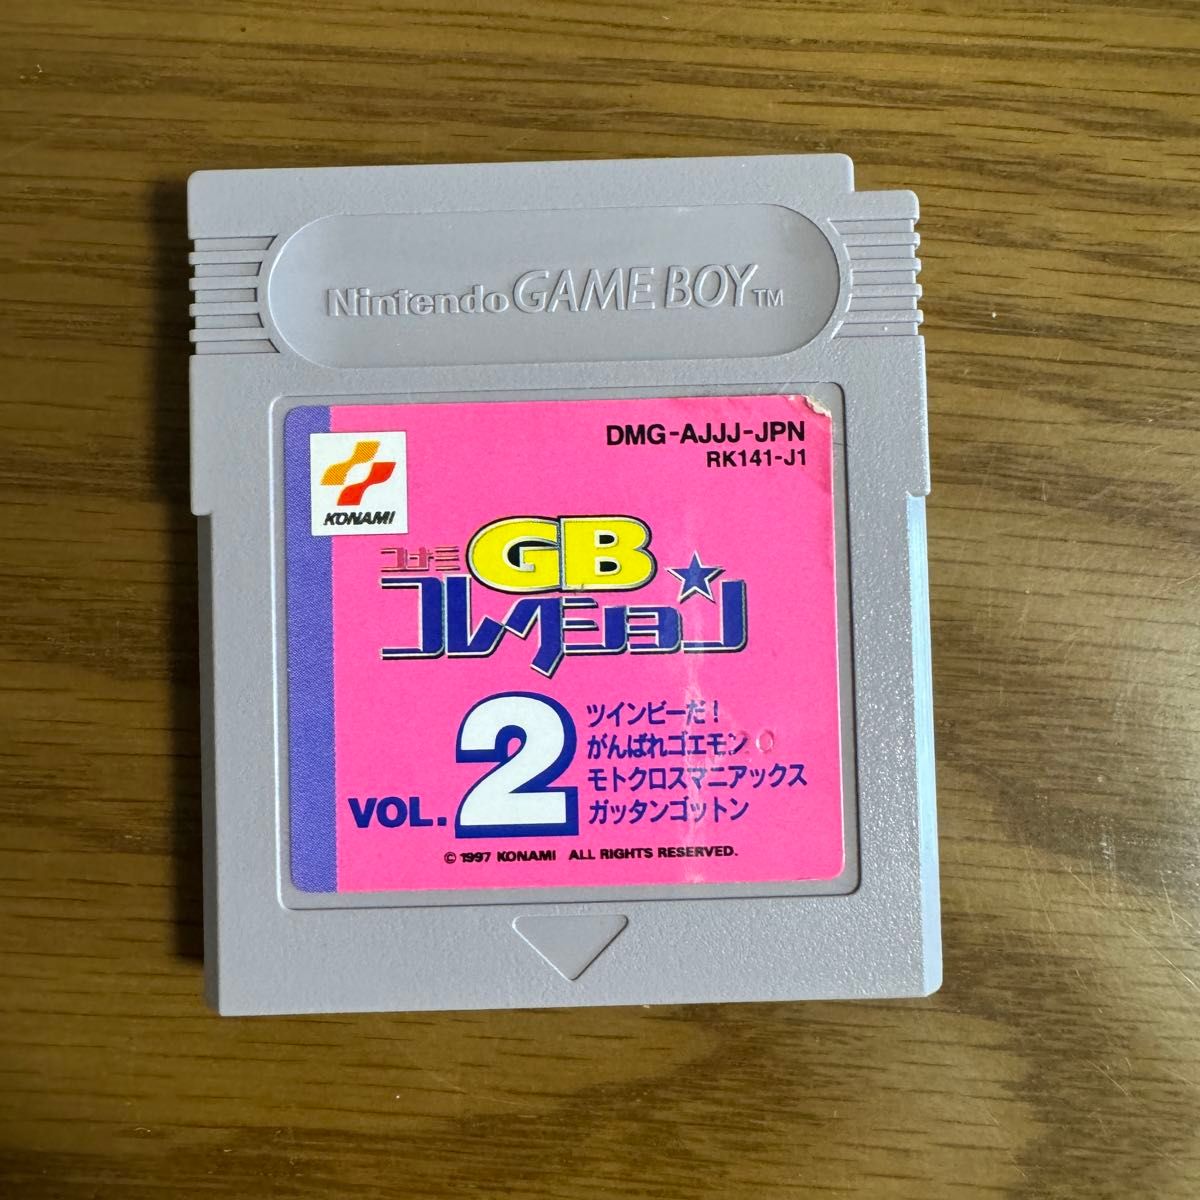 Nintendo GAME BOY TM
DMG-AJJJ-JPN
RK141-J1
KONAMI
コナミ GB
コレクション
VOL. 2
ツインビーだ!
がんばれゴエモン
モトクロスマニアックス
ガッタンゴットン
© 1997 KONAMI ALL RIGHTS RESERVED.